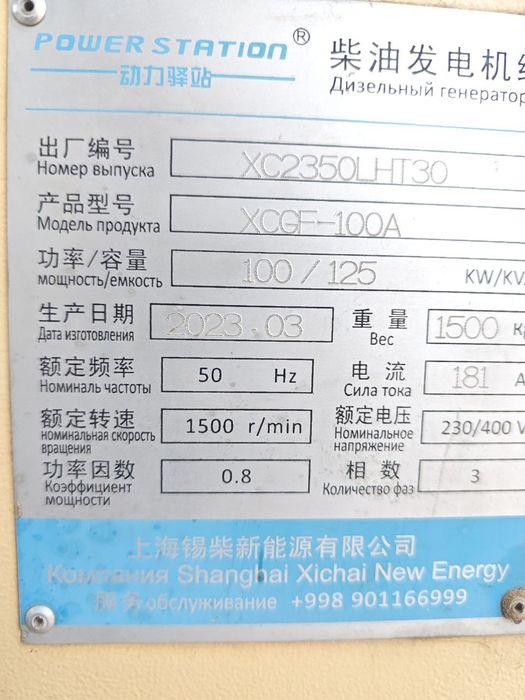 POWER STATION ® 柴油发电机
动力驿站 Дизельный генератор
出厂编号
Номер выпуска XC2350LHT30
产品型号
Модель продукта XCGF-100A
功率/容量
мощность/емкость 100/125 KW/KV
生产日期 2023.03 重量 1500
Дата изготовления Вес
额定频率 50 Hz 电流 181 A
Номиналь частоты Сила тока
额定转速 1500 r/min 额定电压 230/400 V
номинальная скорость вращения Номинальное напряжение
功率因数 0.8 相数 3
Коэффициент мощности Количество фаз
上海锡柴新能源有限公司
Компания Shanghai Xichai New Energy
服务 обслуживание +998 901166999